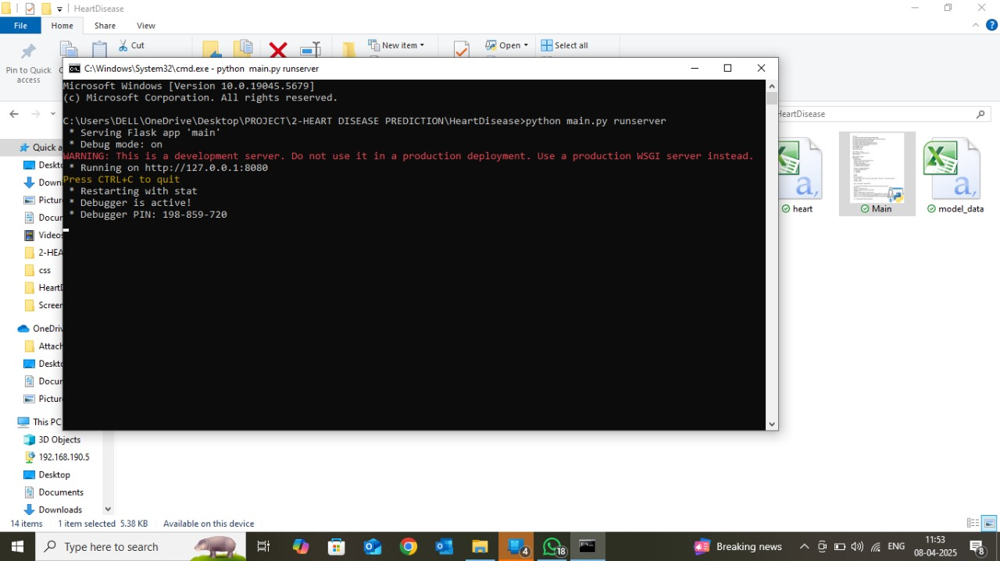 HeartDisease
File
Home
Share
View
Pin to Quick
access
Cut
New item
Open
Select all
C:\Windows\System32\cmd.exe - python  main.py runserver
Microsoft Windows [Version 10.0.19045.5679]
(c) Microsoft Corporation. All rights reserved.
C:\Users\DELL\OneDrive\Desktop\PROJECT\2-HEART DISEASE PREDICTION\HeartDisease>python main.py runserver
* Serving Flask app 'main'
* Debug mode: on
WARNING: This is a development server. Do not use it in a production deployment. Use a production WSGI server instead.
* Running on http://127.0.0.1:8080
Press CTRL+C to quit
* Restarting with stat
* Debugger is active!
* Debugger PIN: 198-859-720
HeartDisease
Quick a
Deskto
Down
Picture
Docur
Videos
2-HEA
css
HeartD
Screer
OneDriv
Attach
Deskto
Docur
Picture
This PC
3D Objects
192.168.190.5
Desktop
Documents
Downloads
a,
heart
Main
a,
model_data
14 items
1 item selected  5.38 KB
Available on this device
Type here to search
4
18
Breaking news
ENG
11:53
08-04-2025
8